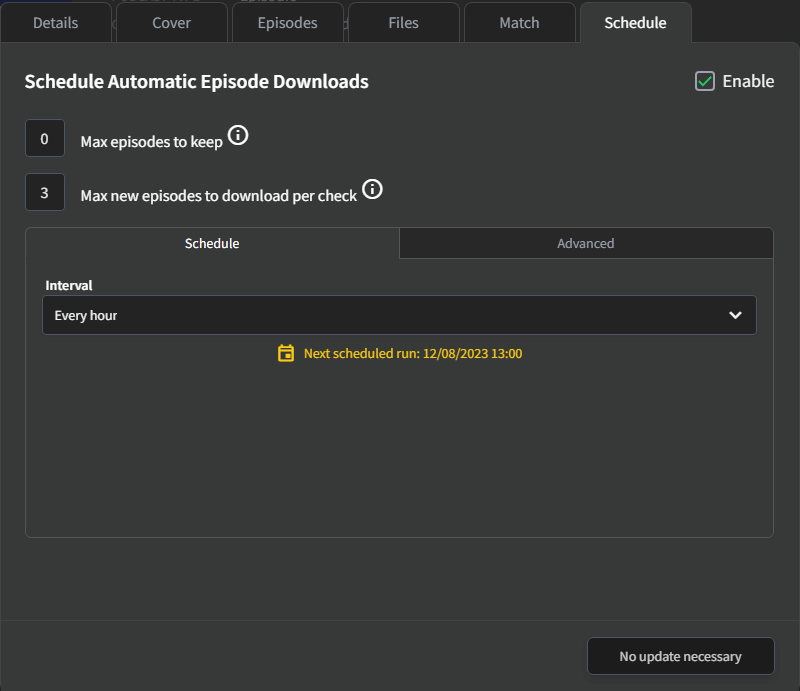 Details Cover Episodes Files Match Schedule
Schedule Automatic Episode Downloads
Enable
0 Max episodes to keep
3 Max new episodes to download per check
Schedule Advanced
Interval
Every hour
Next scheduled run: 12/08/2023 13:00
No update necessary